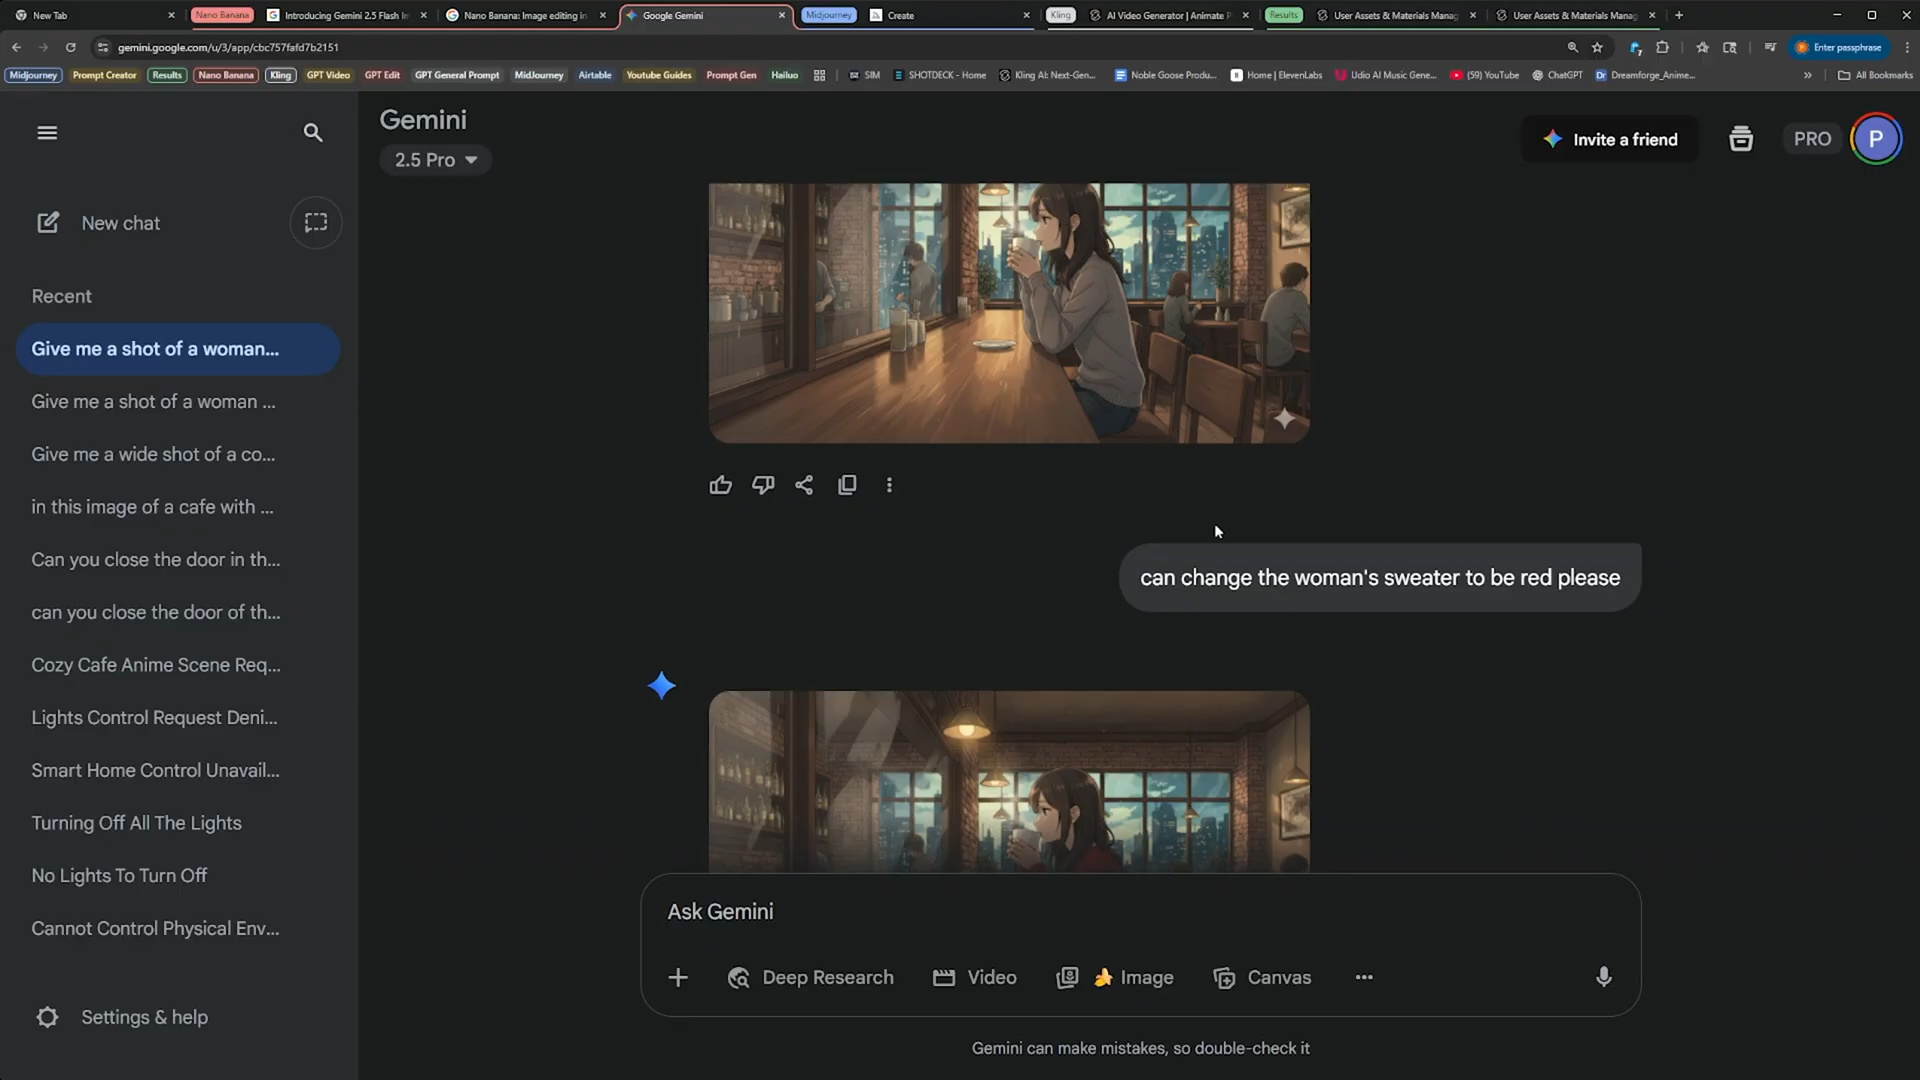 New Tab
Nano Banana
Introducing Gemini 2.5 Flash In
Nano Banana: Image editing in
Google Gemini
Midjourney
Create
Kling
AI Video Generator | Animate P
Results
User Assets & Materials Manag
User Assets & Materials Manag
gemini.google.com/u/3/app/cbc757fafd7b2151
Enter passphrase
Midjourney
Prompt Creator
Results
Nano Banana
Kling
GPT Video
GPT Edit
GPT General Prompt
MidJourney
Airtable
Youtube Guides
Prompt Gen
Hailuo
SIM
SHOTDECK - Home
Kling AI: Next-Gen...
Noble Goose Produ...
Home | ElevenLabs
Udio AI Music Gene...
(59) YouTube
ChatGPT
Dreamforge_Anime...
»
All Bookmarks
Gemini
2.5 Pro
Invite a friend
PRO
P
New chat
Recent
Give me a shot of a woman...
Give me a shot of a woman ...
Give me a wide shot of a co...
in this image of a cafe with ...
Can you close the door in th...
can you close the door of th...
Cozy Cafe Anime Scene Req...
Lights Control Request Deni...
Smart Home Control Unavail...
Turning Off All The Lights
No Lights To Turn Off
Cannot Control Physical Env...
Settings & help
can change the woman's sweater to be red please
Ask Gemini
Deep Research
Video
Image
Canvas
Gemini can make mistakes, so double-check it